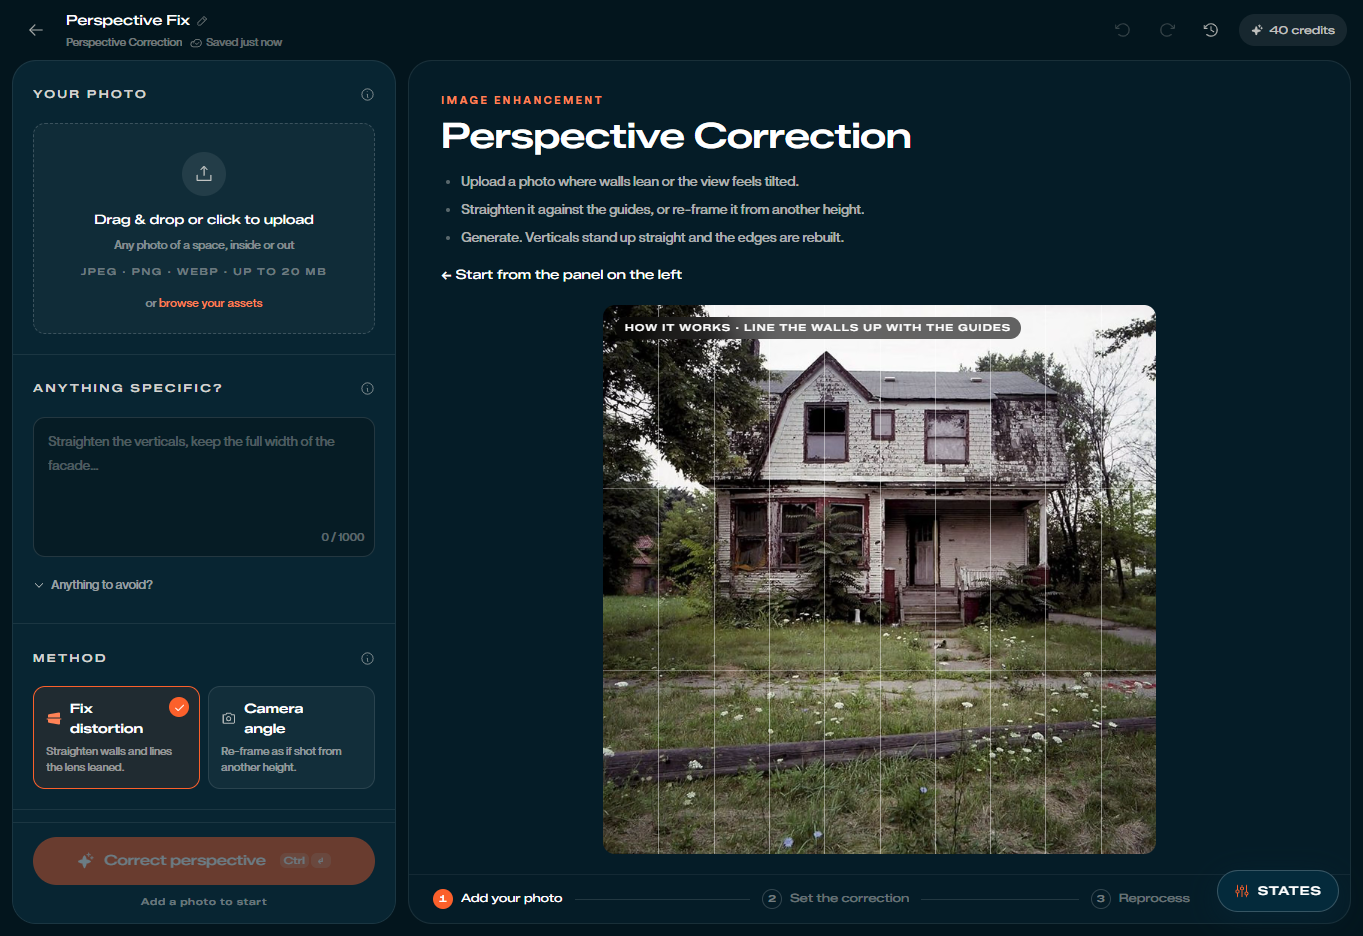 Perspective Fix
Perspective Correction Saved just now
40 credits
YOUR PHOTO
Drag & drop or click to upload
Any photo of a space, inside or out
JPEG · PNG · WEBP · UP TO 20 MB
or browse your assets
ANYTHING SPECIFIC?
Straighten the verticals, keep the full width of the
facade...
0 / 1000
Anything to avoid?
METHOD
Fix
distortion
Straighten walls and lines
the lens leaned.
Camera
angle
Re-frame as if shot from
another height.
Correct perspective Ctrl
Add a photo to start
IMAGE ENHANCEMENT
Perspective Correction
• Upload a photo where walls lean or the view feels tilted.
• Straighten it against the guides, or re-frame it from another height.
• Generate. Verticals stand up straight and the edges are rebuilt.
← Start from the panel on the left
HOW IT WORKS · LINE THE WALLS UP WITH THE GUIDES
1 Add your photo
2 Set the correction
3 Reprocess
STATES